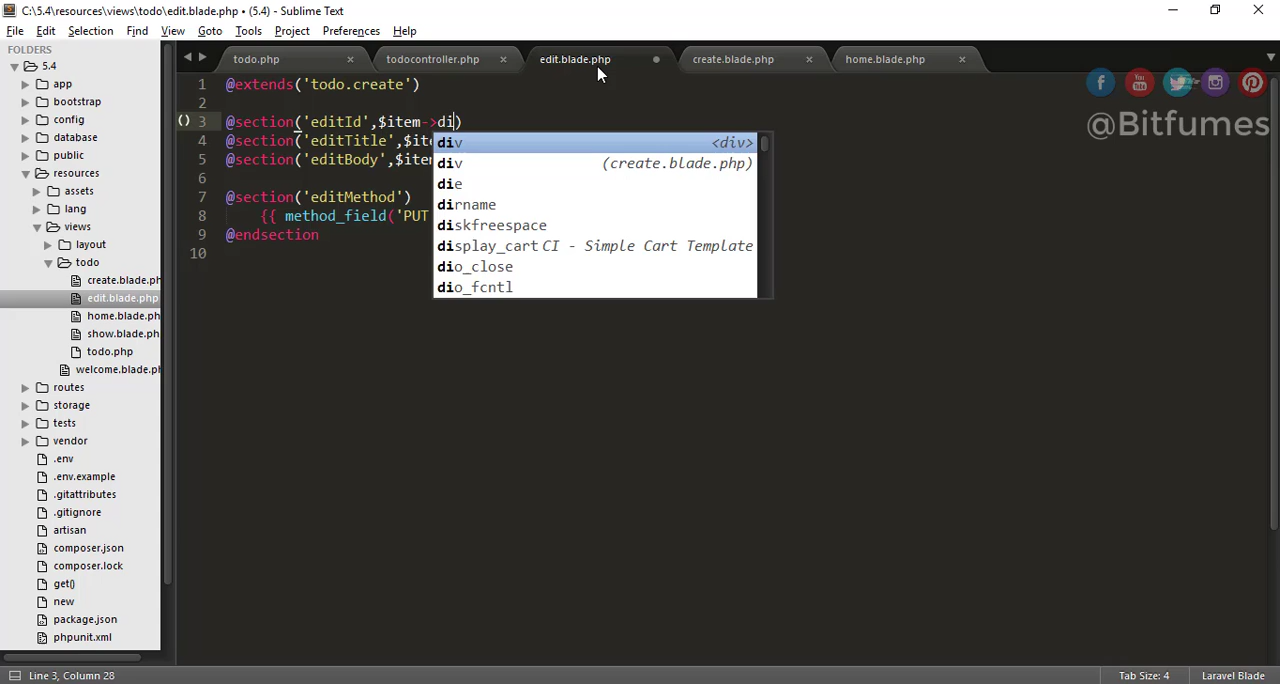 C:\5.4\resources\views\todo\edit.blade.php • (5.4) - Sublime Text
File Edit Selection Find View Goto Tools Project Preferences Help
FOLDERS
5.4
app
bootstrap
config
database
public
resources
assets
lang
views
layout
todo
create.blade.ph
edit.blade.php
home.blade.ph
show.blade.ph
todo.php
welcome.blade.ph
routes
storage
tests
vendor
.env
.env.example
.gitattributes
.gitignore
artisan
composer.json
composer.lock
get()
new
package.json
phpunit.xml
todo.php
todocontroller.php
edit.blade.php
create.blade.php
home.blade.php
@Bitfumes
1 @extends('todo.create')
2
3 @section('editId',$item->di)
4 @section('editTitle',$ite
5 @section('editBody',$item
6
7 @section('editMethod')
8 {{ method_field('PUT
9 @endsection
10
div <div>
div (create.blade.php)
die
dirname
diskfreespace
display_cart CI - Simple Cart Template
dio_close
dio_fcntl
Line 3, Column 28
Tab Size: 4
Laravel Blade